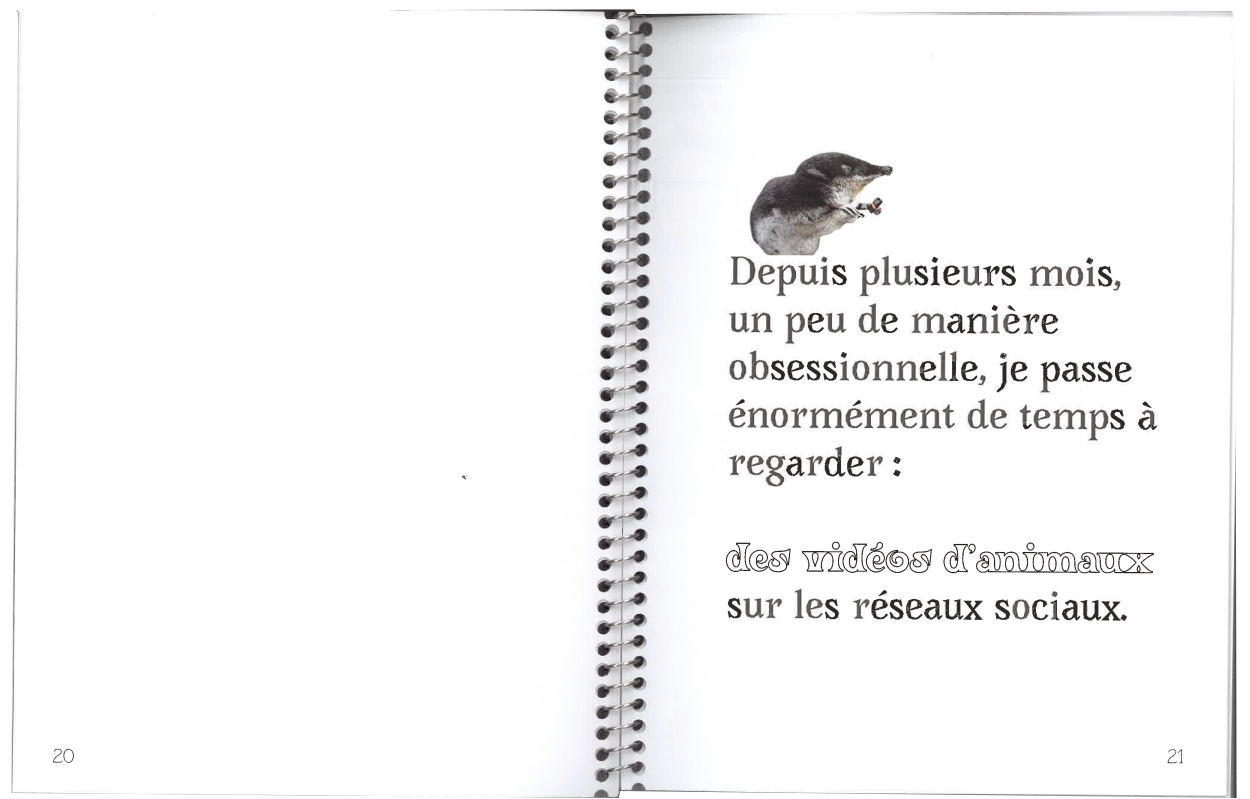 Depuis plusieurs mois,
un peu de manière
obsessionnelle, je passe
énormément de temps à
regarder :
des vidéos d'animaux
sur les réseaux sociaux.
20
21